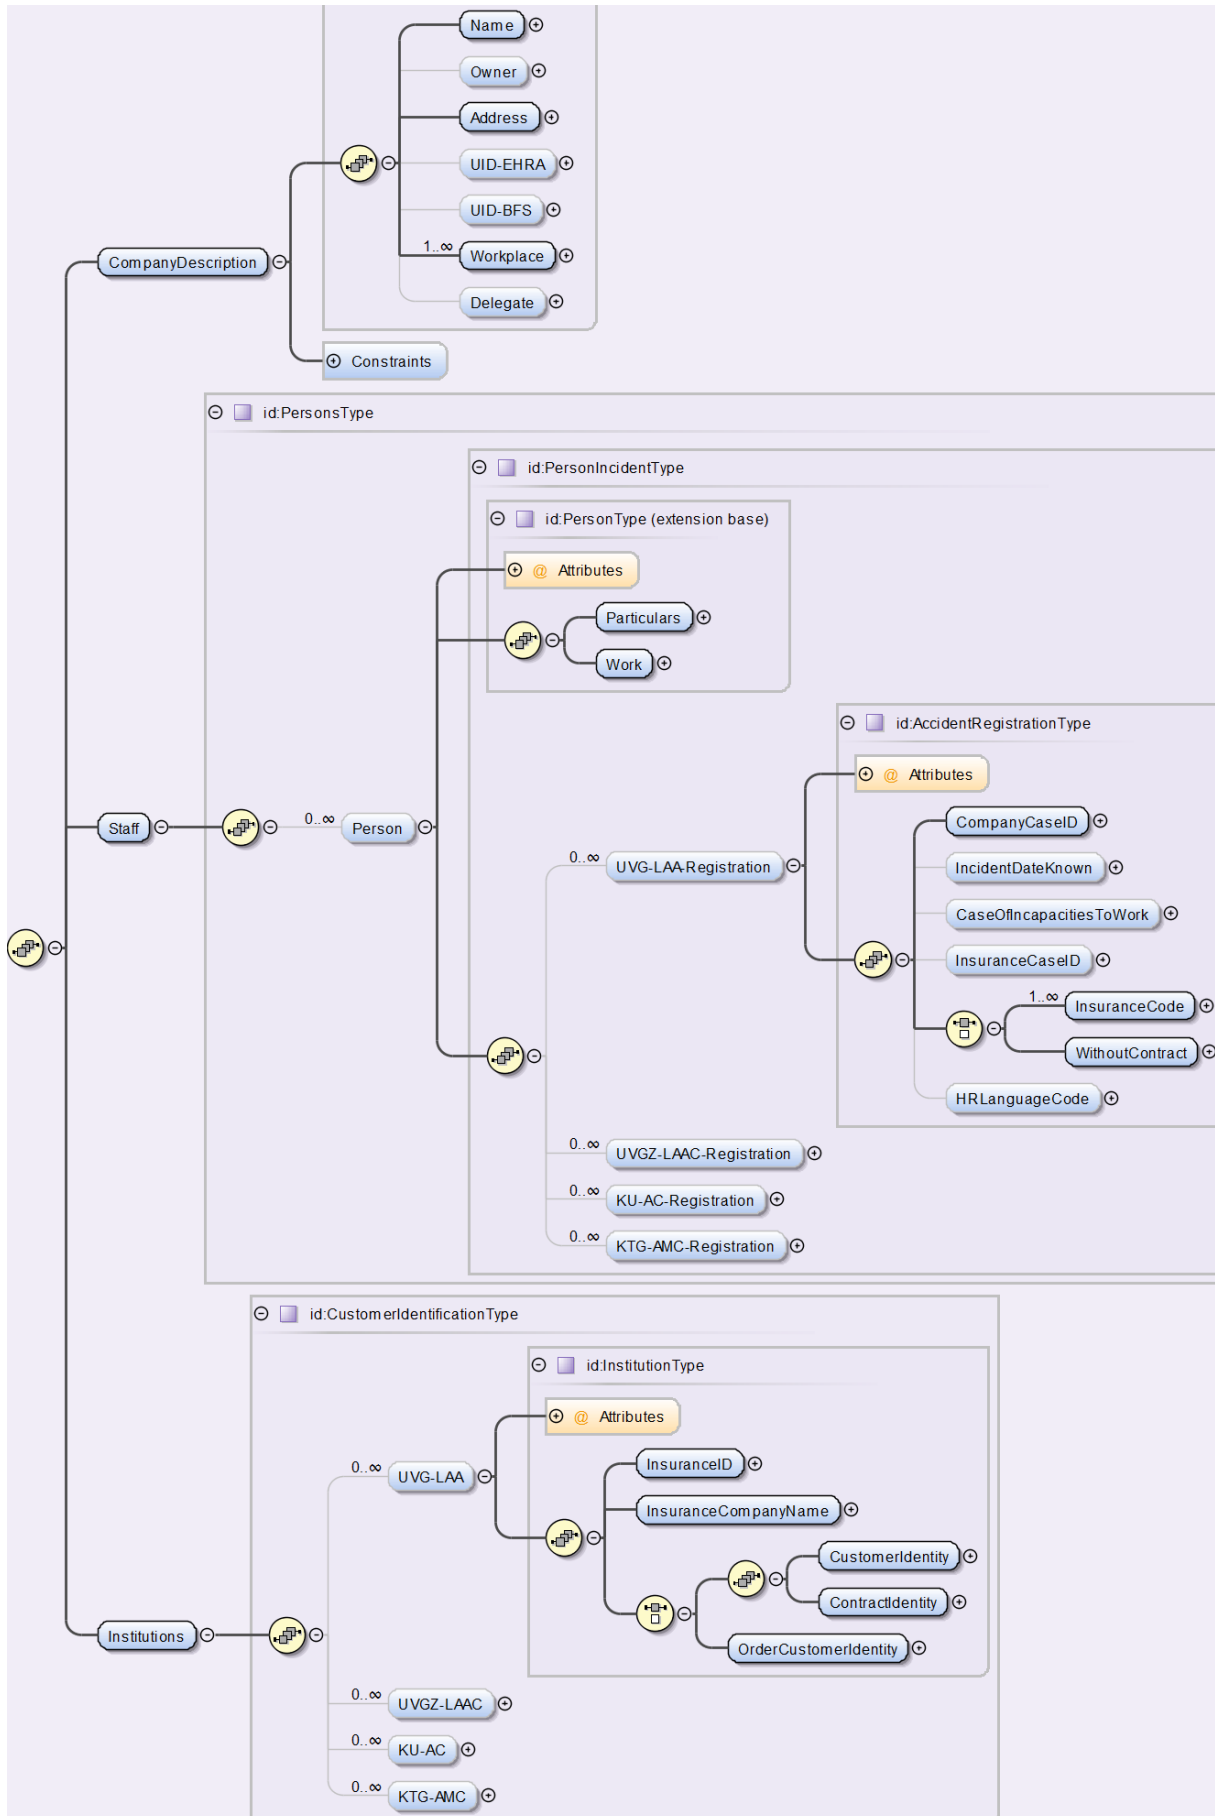 Name
Owner
Address
UID-EHRA
UID-BFS
1..∞ Workplace
CompanyDescription
Delegate
Constraints
id:PersonsType
id:PersonIncidentType
id:PersonType (extension base)
@ Attributes
Particulars
Work
id:AccidentRegistrationType
@ Attributes
CompanyCaseID
Staff
0..∞ Person
0..∞ UVG-LAA-Registration
IncidentDateKnown
CaseOfIncapacitiesToWork
InsuranceCaseID
1..∞ InsuranceCode
WithoutContract
HRLanguageCode
0..∞ UVGZ-LAAC-Registration
0..∞ KU-AC-Registration
0..∞ KTG-AMC-Registration
id:CustomerIdentificationType
id:InstitutionType
@ Attributes
InsuranceID
0..∞ UVG-LAA
InsuranceCompanyName
CustomerIdentity
ContractIdentity
OrderCustomerIdentity
Institutions
0..∞ UVGZ-LAAC
0..∞ KU-AC
0..∞ KTG-AMC